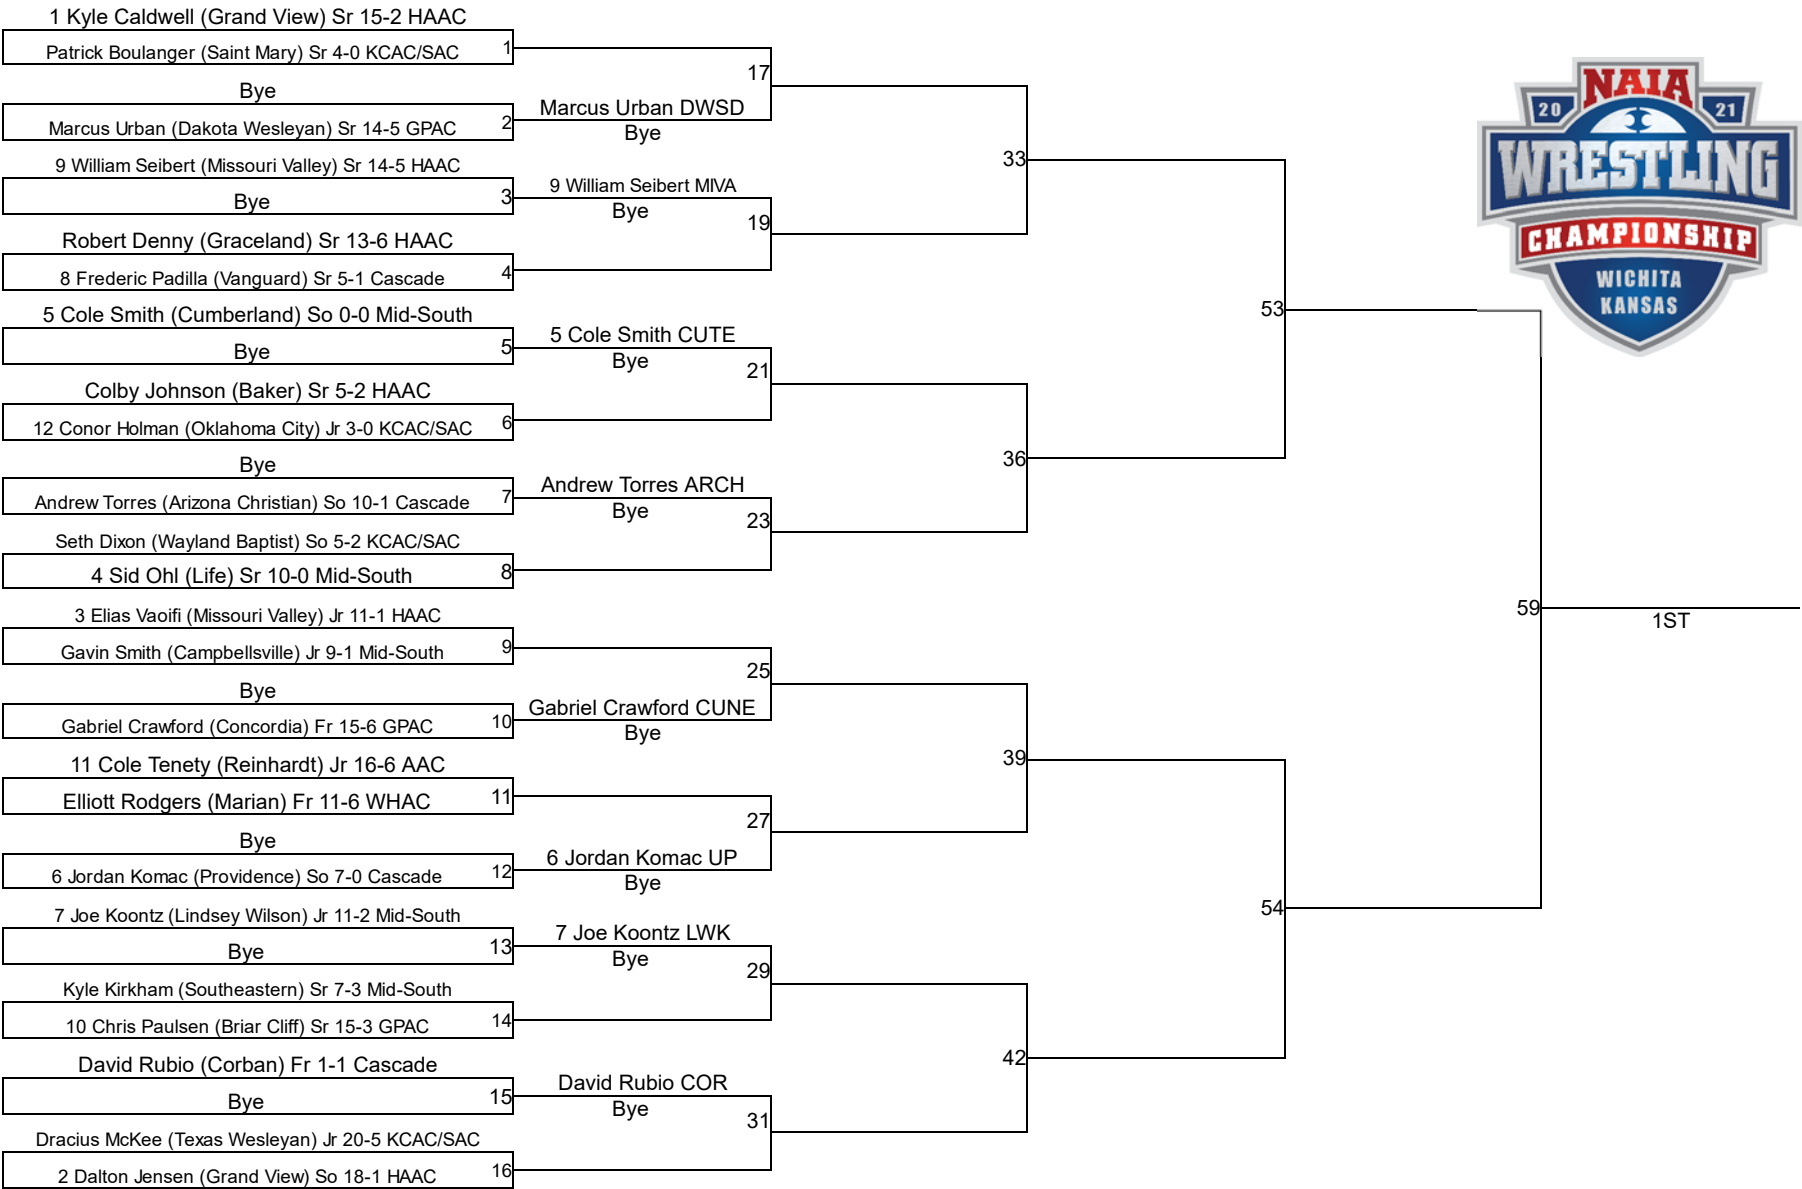 1 Kyle Caldwell (Grand View) Sr 15-2 HAAC
Patrick Boulanger (Saint Mary) Sr 4-0 KCAC/SAC
1
Bye
Marcus Urban (Dakota Wesleyan) Sr 14-5 GPAC
2
9 William Seibert (Missouri Valley) Sr 14-5 HAAC
Bye
3
Robert Denny (Graceland) Sr 13-6 HAAC
8 Frederic Padilla (Vanguard) Sr 5-1 Cascade
4
5 Cole Smith (Cumberland) So 0-0 Mid-South
Bye
5
Colby Johnson (Baker) Sr 5-2 HAAC
12 Conor Holman (Oklahoma City) Jr 3-0 KCAC/SAC
6
Bye
Andrew Torres (Arizona Christian) So 10-1 Cascade
7
Seth Dixon (Wayland Baptist) So 5-2 KCAC/SAC
4 Sid Ohl (Life) Sr 10-0 Mid-South
8
3 Elias Vaoifi (Missouri Valley) Jr 11-1 HAAC
Gavin Smith (Campbellsville) Jr 9-1 Mid-South
9
Bye
Gabriel Crawford (Concordia) Fr 15-6 GPAC
10
11 Cole Tenety (Reinhardt) Jr 16-6 AAC
Elliott Rodgers (Marian) Fr 11-6 WHAC
11
Bye
6 Jordan Komac (Providence) So 7-0 Cascade
12
7 Joe Koontz (Lindsey Wilson) Jr 11-2 Mid-South
Bye
13
Kyle Kirkham (Southeastern) Sr 7-3 Mid-South
10 Chris Paulsen (Briar Cliff) Sr 15-3 GPAC
14
David Rubio (Corban) Fr 1-1 Cascade
Bye
15
Dracius McKee (Texas Wesleyan) Jr 20-5 KCAC/SAC
2 Dalton Jensen (Grand View) So 18-1 HAAC
16
17
Marcus Urban DWSD
Bye
9 William Seibert MIVA
Bye
19
5 Cole Smith CUTE
Bye
21
Andrew Torres ARCH
Bye
23
25
Gabriel Crawford CUNE
Bye
27
6 Jordan Komac UP
Bye
7 Joe Koontz LWK
Bye
29
David Rubio COR
Bye
31
33
36
39
42
53
54
59
1ST
NAIA
20 21
WRESTLING
CHAMPIONSHIP
WICHITA
KANSAS